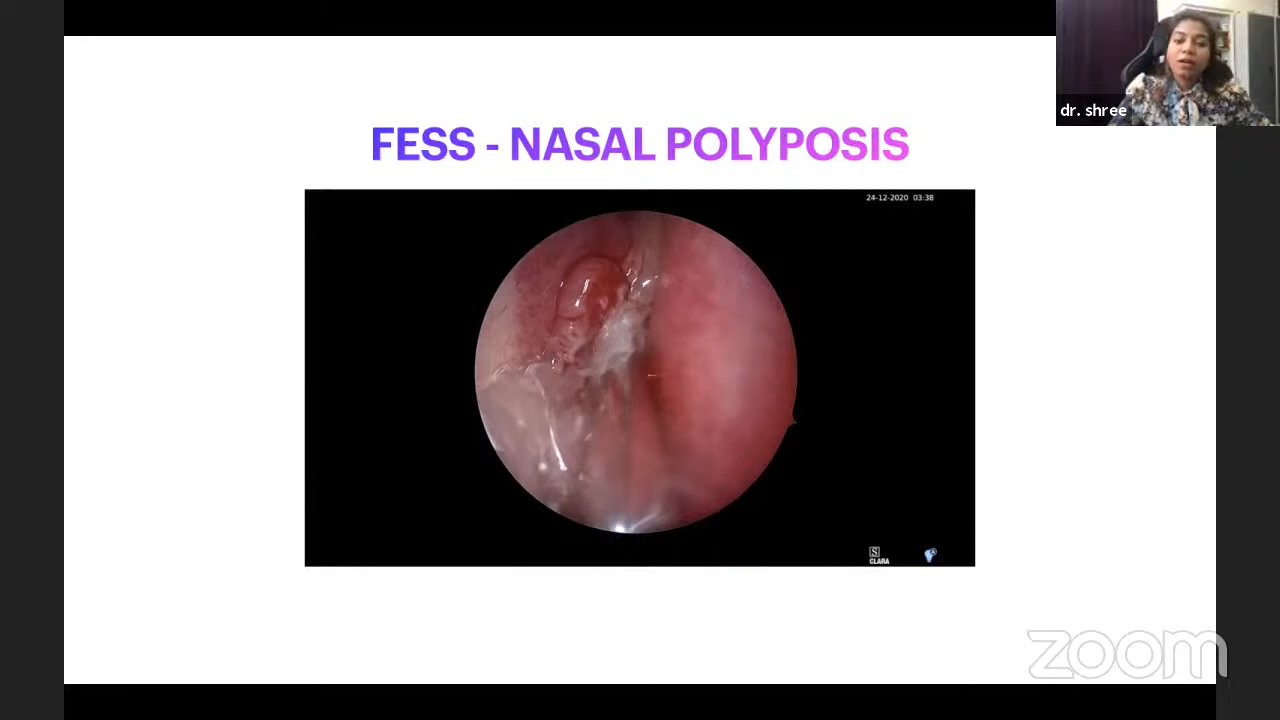 dr. shree
FESS - NASAL POLYPOSIS
24-12-2020 03:38
S
CLARA
zoom